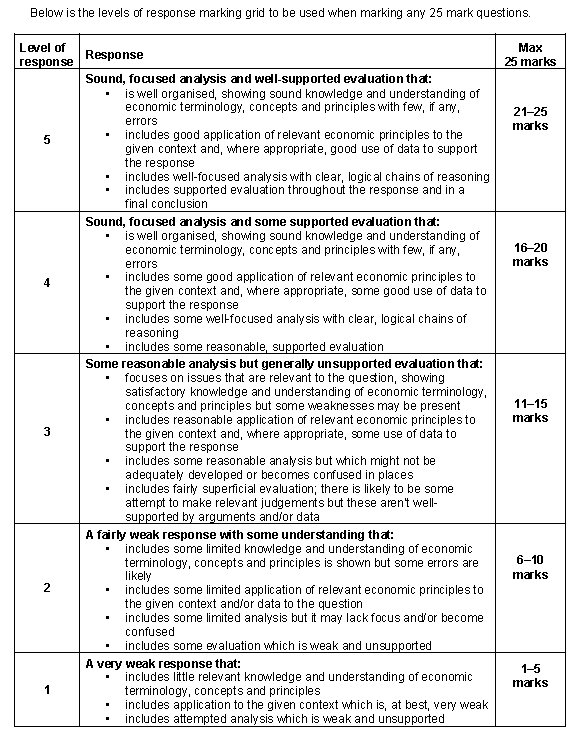 Below is the levels of response marking grid to be used when marking any 25 mark questions.
Level of
response
Response
Max
25 marks
5
Sound, focused analysis and well-supported evaluation that:
▪ is well organised, showing sound knowledge and understanding of
economic terminology, concepts and principles with few, if any,
errors
▪ includes good application of relevant economic principles to the
given context and, where appropriate, good use of data to support
the response
▪ includes well-focused analysis with clear, logical chains of reasoning
▪ includes supported evaluation throughout the response and in a
final conclusion
21–25
marks
4
Sound, focused analysis and some supported evaluation that:
▪ is well organised, showing sound knowledge and understanding of
economic terminology, concepts and principles with few, if any,
errors
▪ includes some good application of relevant economic principles to
the given context and, where appropriate, some good use of data to
support the response
▪ includes some well-focused analysis with clear, logical chains of
reasoning
▪ includes some reasonable, supported evaluation
16–20
marks
3
Some reasonable analysis but generally unsupported evaluation that:
▪ focuses on issues that are relevant to the question, showing
satisfactory knowledge and understanding of economic terminology,
concepts and principles but some weaknesses may be present
▪ includes reasonable application of relevant economic principles to
the given context and, where appropriate, some use of data to
support the response
▪ includes some reasonable analysis but which might not be
adequately developed or becomes confused in places
▪ includes fairly superficial evaluation; there is likely to be some
attempt to make relevant judgements but these aren't well-
supported by arguments and/or data
11–15
marks
2
A fairly weak response with some understanding that:
▪ includes some limited knowledge and understanding of economic
terminology, concepts and principles is shown but some errors are
likely
▪ includes some limited application of relevant economic principles to
the given context and/or data to the question
▪ includes some limited analysis but it may lack focus and/or become
confused
▪ includes some evaluation which is weak and unsupported
6–10
marks
1
A very weak response that:
▪ includes little relevant knowledge and understanding of economic
terminology, concepts and principles
▪ includes application to the given context which is, at best, very weak
▪ includes attempted analysis which is weak and unsupported
1–5
marks